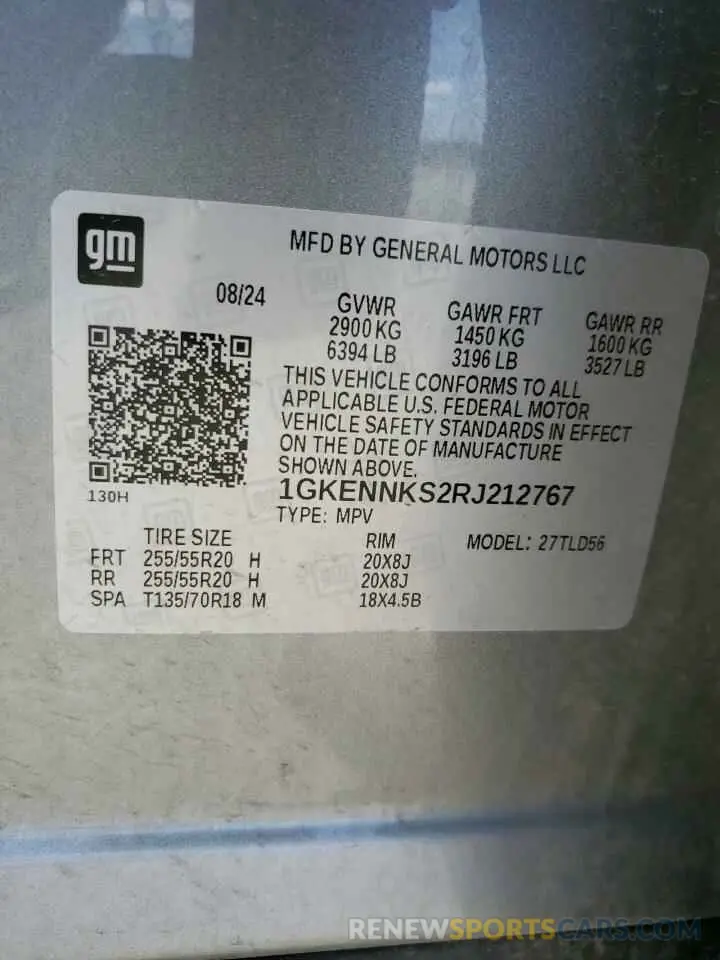 gm
MFD BY GENERAL MOTORS LLC
08/24
GVWR GAWR FRT GAWR RR
2900 KG 1450 KG 1600 KG
6394 LB 3196 LB 3527 LB
THIS VEHICLE CONFORMS TO ALL
APPLICABLE U.S. FEDERAL MOTOR
VEHICLE SAFETY STANDARDS IN EFFECT
ON THE DATE OF MANUFACTURE
SHOWN ABOVE.
130H
1GKENNKS2RJ212767
TYPE: MPV
TIRE SIZE RIM MODEL: 27TLD56
FRT 255/55R20 H 20X8J
RR 255/55R20 H 20X8J
SPA T135/70R18 M 18X4.5B
RENEWSPORTSCARS.COM